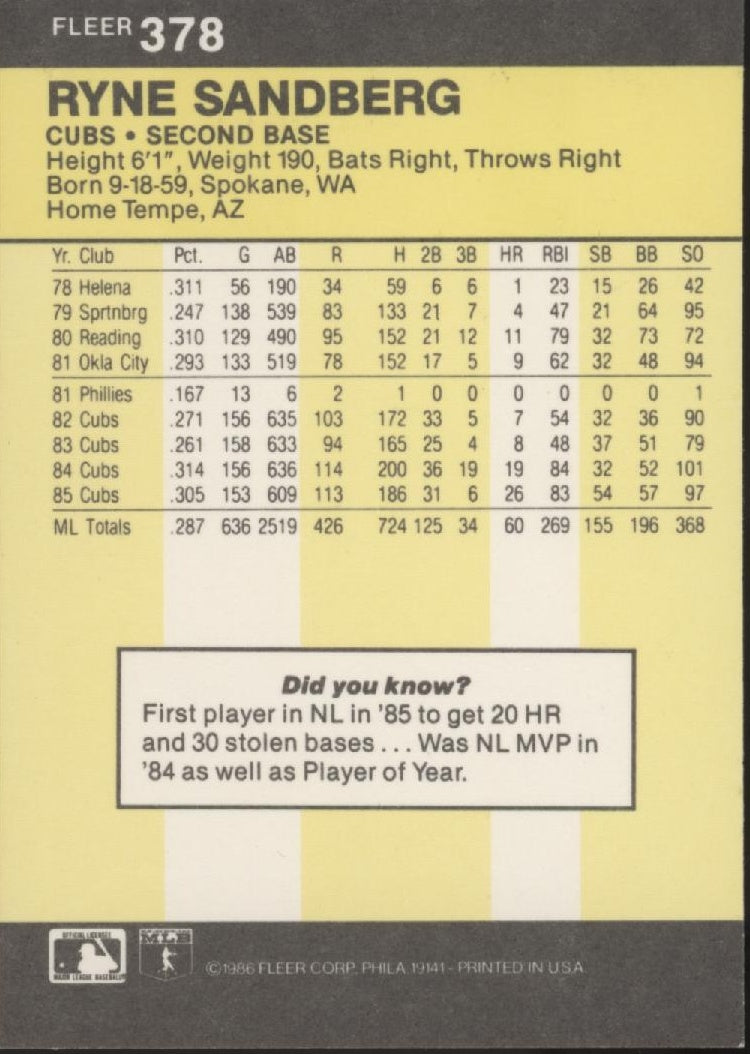 FLEER 378
RYNE SANDBERG
CUBS • SECOND BASE
Height 6'1", Weight 190, Bats Right, Throws Right
Born 9-18-59, Spokane, WA
Home Tempe, AZ
Yr. Club Pct. G AB R H 2B 3B HR RBI SB BB SO
78 Helena .311 56 190 34 59 6 6 1 23 15 26 42
79 Sprtnbrg .247 138 539 83 133 21 7 4 47 21 64 95
80 Reading .310 129 490 95 152 21 12 11 79 32 73 72
81 Okla City .293 133 519 78 152 17 5 9 62 32 48 94
81 Phillies .167 13 6 2 1 0 0 0 0 0 0 1
82 Cubs .271 156 635 103 172 33 5 7 54 32 36 90
83 Cubs .261 158 633 94 165 25 4 8 48 37 51 79
84 Cubs .314 156 636 114 200 36 19 19 84 32 52 101
85 Cubs .305 153 609 113 186 31 6 26 83 54 57 97
ML Totals .287 636 2519 426 724 125 34 60 269 155 196 368
Did you know?
First player in NL in '85 to get 20 HR
and 30 stolen bases ... Was NL MVP in
'84 as well as Player of Year.
OFFICIAL LICENSEE
MAJOR LEAGUE BASEBALL
©1986 FLEER CORP. PHILA. 19141 - PRINTED IN U.S.A.